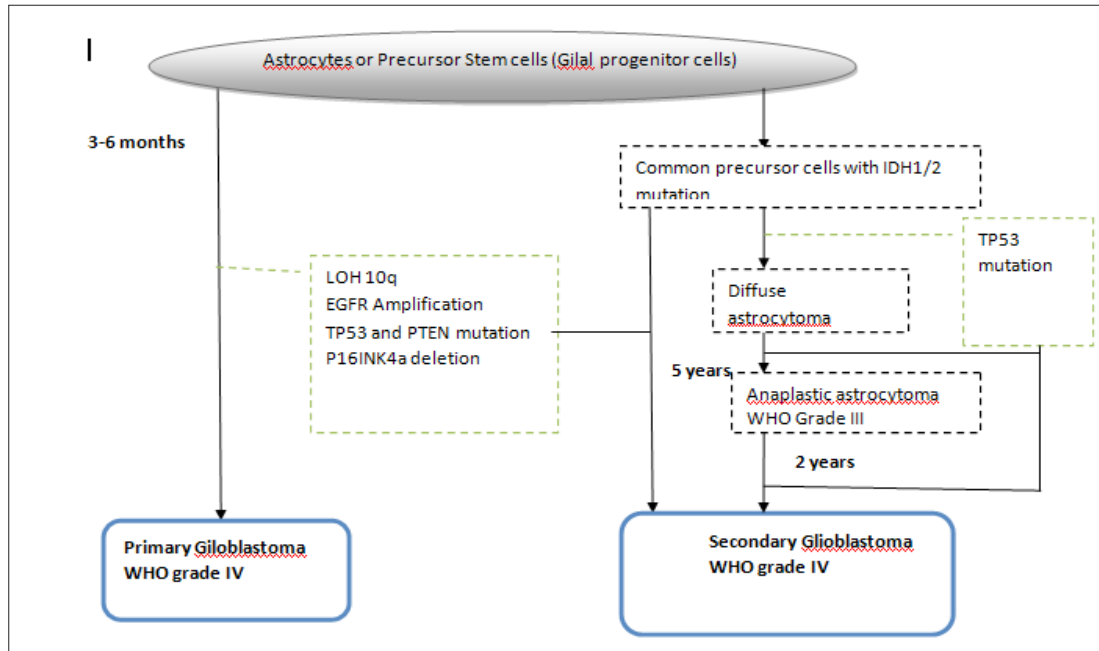 I
Astrocytes or Precursor Stem cells (Gilal progenitor cells)
3-6 months
Common precursor cells with IDH1/2
mutation
TP53
mutation
LOH 10q
EGFR Amplification
TP53 and PTEN mutation
P16INK4a deletion
Diffuse
astrocytoma
5 years
Anaplastic astrocytoma
WHO Grade III
2 years
Primary Giloblastoma
WHO grade IV
Secondary Glioblastoma
WHO grade IV